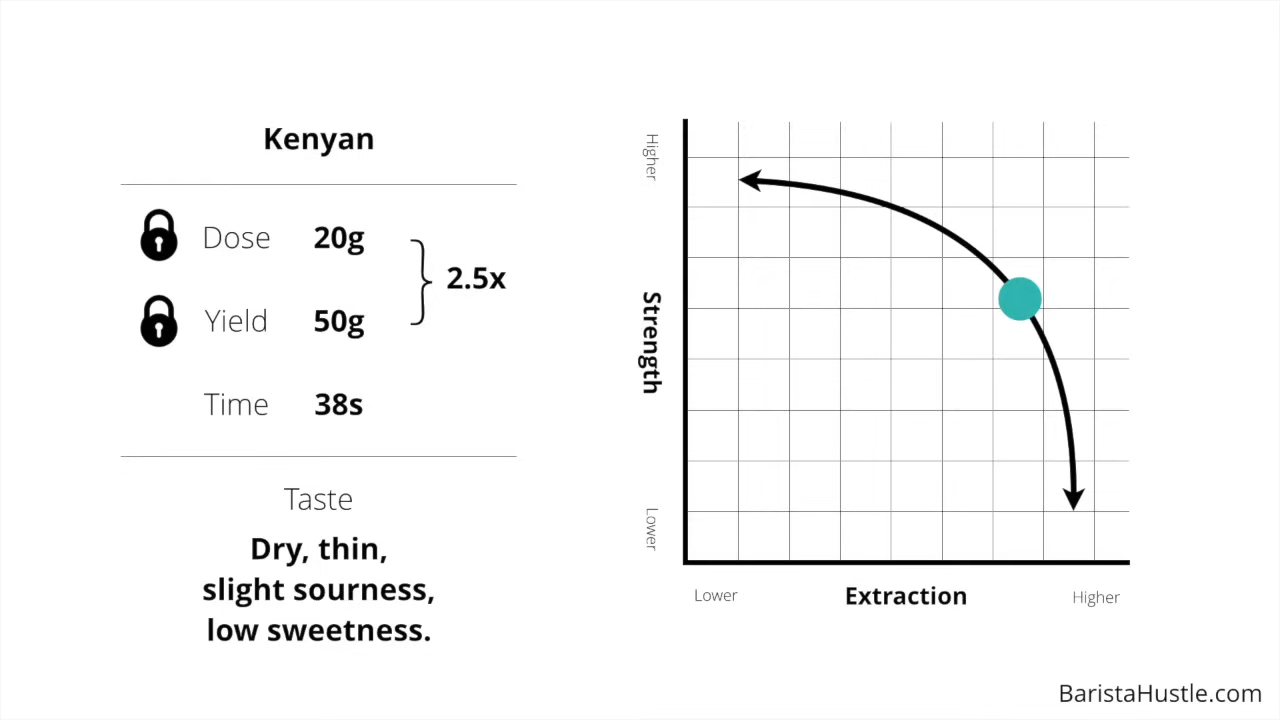 Kenyan
Dose 20g
2.5x
Yield 50g
Time 38s
Taste
Dry, thin,
slight sourness,
low sweetness.
Higher
Strength
Lower
Lower Extraction Higher
BaristaHustle.com